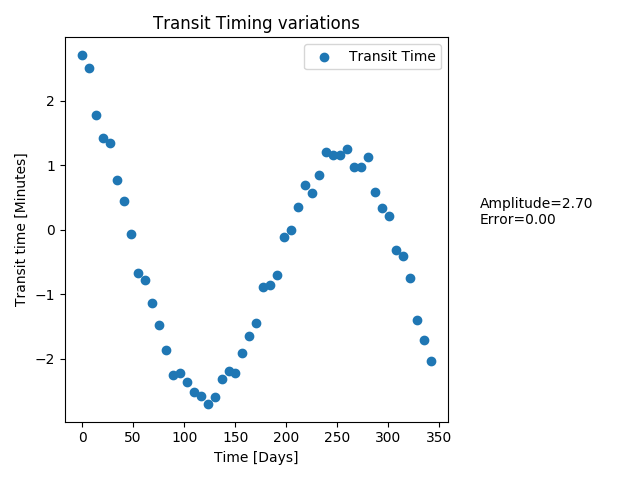 Transit Timing variations
Transit Time
Transit time [Minutes]
2
1
0
−1
−2
0
50
100
150
200
250
300
350
Time [Days]
Amplitude=2.70
Error=0.00